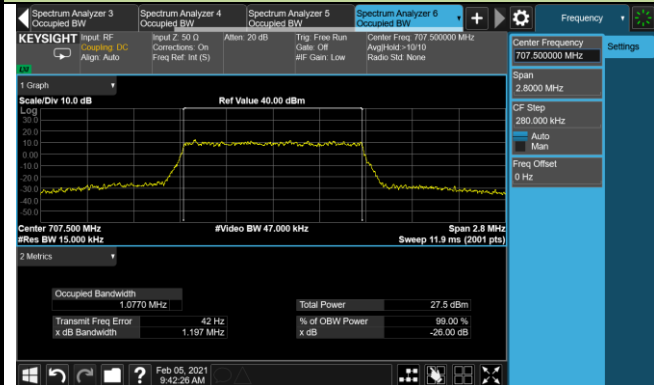 Spectrum Analyzer 3
Occupied BW
Spectrum Analyzer 4
Occupied BW
Spectrum Analyzer 5
Occupied BW
Spectrum Analyzer 6
Occupied BW
+
Frequency
KEYSIGHT
Input: RF
Coupling: DC
Align: Auto
Input Z: 50 Ω
Corrections: On
Freq Ref: Int (S)
Atten: 20 dB
Trig: Free Run
Gate: Off
#IF Gain: Low
Center Freq: 707.500000 MHz
Avg|Hold:>10/10
Radio Std: None
Center Frequency
707.500000 MHz
Settings
Span
2.8000 MHz
CF Step
280.000 kHz
Auto
Man
Freq Offset
0 Hz
1 Graph
Scale/Div 10.0 dB
Ref Value 40.00 dBm
Log
30.0
20.0
10.0
0.00
-10.0
-20.0
-30.0
-40.0
-50.0
Center 707.500 MHz
#Video BW 47.000 kHz
Span 2.8 MHz
#Res BW 15.000 kHz
Sweep 11.9 ms (2001 pts)
2 Metrics
Occupied Bandwidth
1.0770 MHz
Total Power 27.5 dBm
Transmit Freq Error 42 Hz
% of OBW Power 99.00 %
x dB Bandwidth 1.197 MHz
x dB -26.00 dB
?
Feb 05, 2021
9:42:26 AM